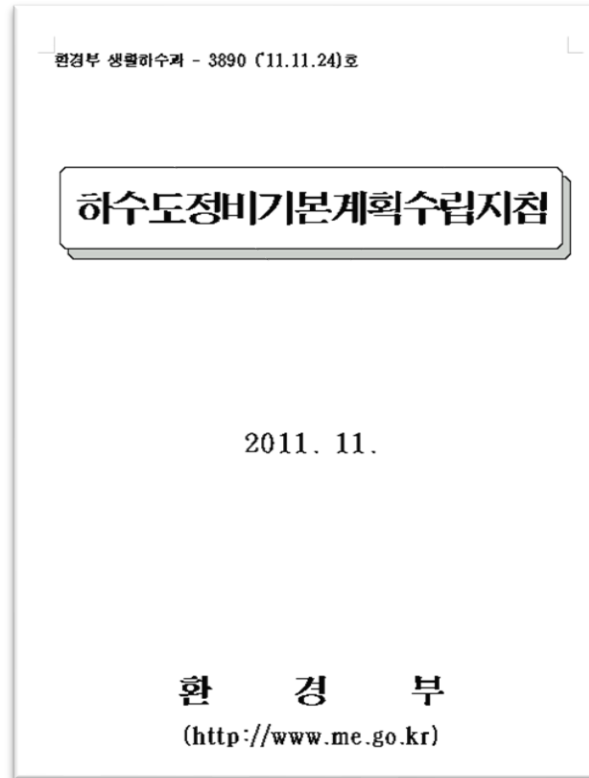 환경부 생활하수과 - 3890 ('11.11.24)호
하수도정비기본계획수립지침
2011. 11.
환 경 부
(http://www.me.go.kr)